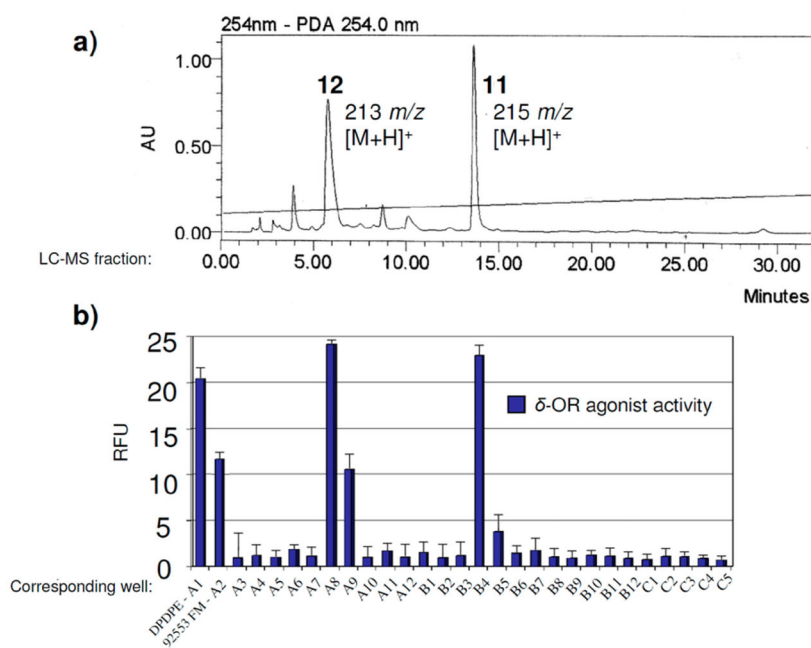 254nm - PDA 254.0 nm
a)
AU
1.00
0.50
0.00
12
213 m/z
[M+H]+
11
215 m/z
[M+H]+
LC-MS fraction:
0.00 5.00 10.00 15.00 20.00 25.00 30.00
Minutes
b)
RFU
25
20
15
10
5
0
δ-OR agonist activity
Corresponding well:
DPDPE - A1 92553 FM - A2 A3 A4 A5 A6 A7 A8 A9 A10 A11 A12 B1 B2 B3 B4 B5 B6 B7 B8 B9 B10 B11 B12 C1 C2 C3 C4 C5